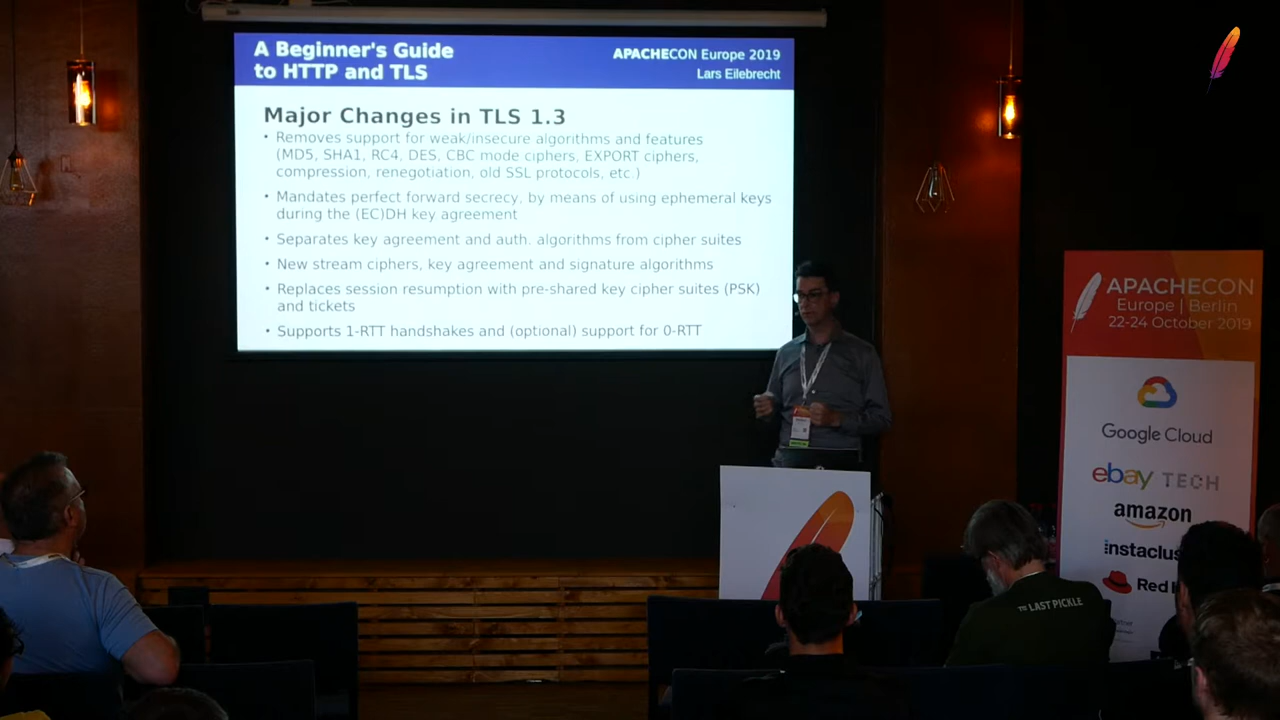 A Beginner's Guide
to HTTP and TLS
APACHECON Europe 2019
Lars Eilebrecht
Major Changes in TLS 1.3
• Removes support for weak/insecure algorithms and features
(MD5, SHA1, RC4, DES, CBC mode ciphers, EXPORT ciphers,
compression, renegotiation, old SSL protocols, etc.)
• Mandates perfect forward secrecy, by means of using ephemeral keys
during the (EC)DH key agreement
• Separates key agreement and auth. algorithms from cipher suites
• New stream ciphers, key agreement and signature algorithms
• Replaces session resumption with pre-shared key cipher suites (PSK)
and tickets
• Supports 1-RTT handshakes and (optional) support for 0-RTT
APACHECON
Europe | Berlin
22-24 October 2019
Google Cloud
ebay TECH
amazon
instaclus
Red
THE LAST PICKLE